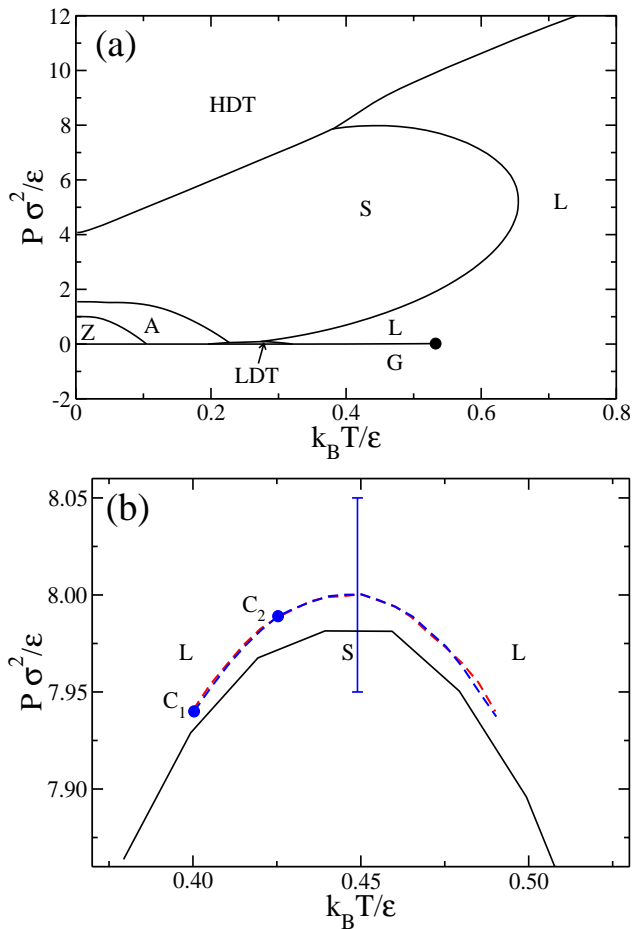 (a)
12
10
8
6
4
2
0
-2
P σ²/ε
HDT
S
L
A
Z
L
LDT
G
0
0.2
0.4
0.6
0.8
k_BT/ε
(b)
8.05
8.00
7.95
7.90
P σ²/ε
C₂
L
S
L
C₁
0.40
0.45
0.50
k_BT/ε